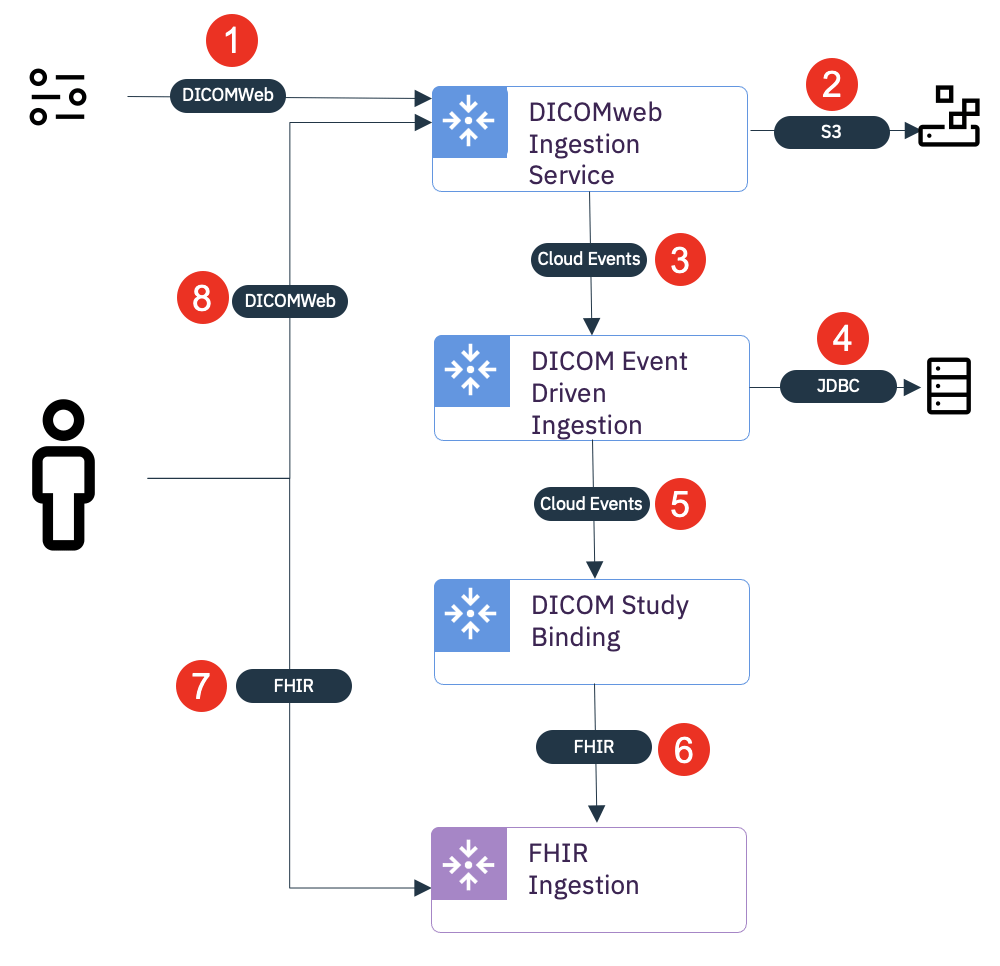 1
DICOMWeb
DICOMweb
Ingestion
Service
2
S3
Cloud Events
3
8
DICOMWeb
DICOM Event
Driven
Ingestion
4
JDBC
Cloud Events
5
DICOM Study
Binding
7
FHIR
FHIR
6
FHIR
Ingestion